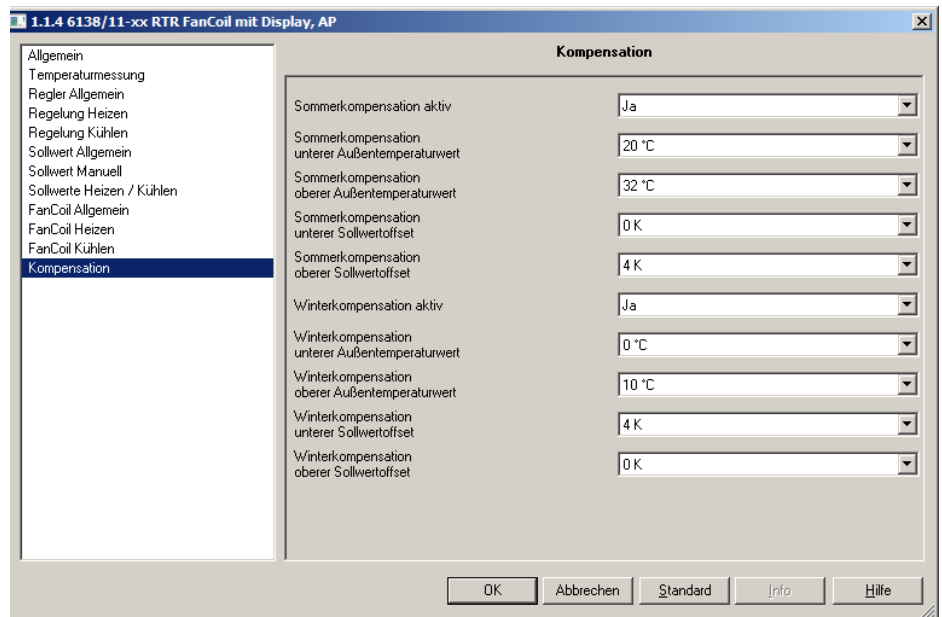 1.1.4 6138/11-xx RTR FanCoil mit Display, AP
Allgemein
Temperaturmessung
Regler Allgemein
Regelung Heizen
Regelung Kühlen
Sollwert Allgemein
Sollwert Manuell
Sollwerte Heizen / Kühlen
FanCoil Allgemein
FanCoil Heizen
FanCoil Kühlen
Kompensation
Kompensation
Sommerkompensation aktiv
Ja
Sommerkompensation
unterer Außentemperaturwert
20 °C
Sommerkompensation
oberer Außentemperaturwert
32 °C
Sommerkompensation
unterer Sollwertoffset
0 K
Sommerkompensation
oberer Sollwertoffset
4 K
Winterkompensation aktiv
Ja
Winterkompensation
unterer Außentemperaturwert
0 °C
Winterkompensation
oberer Außentemperaturwert
10 °C
Winterkompensation
unterer Sollwertoffset
4 K
Winterkompensation
oberer Sollwertoffset
0 K
OK
Abbrechen
Standard
Info
Hilfe